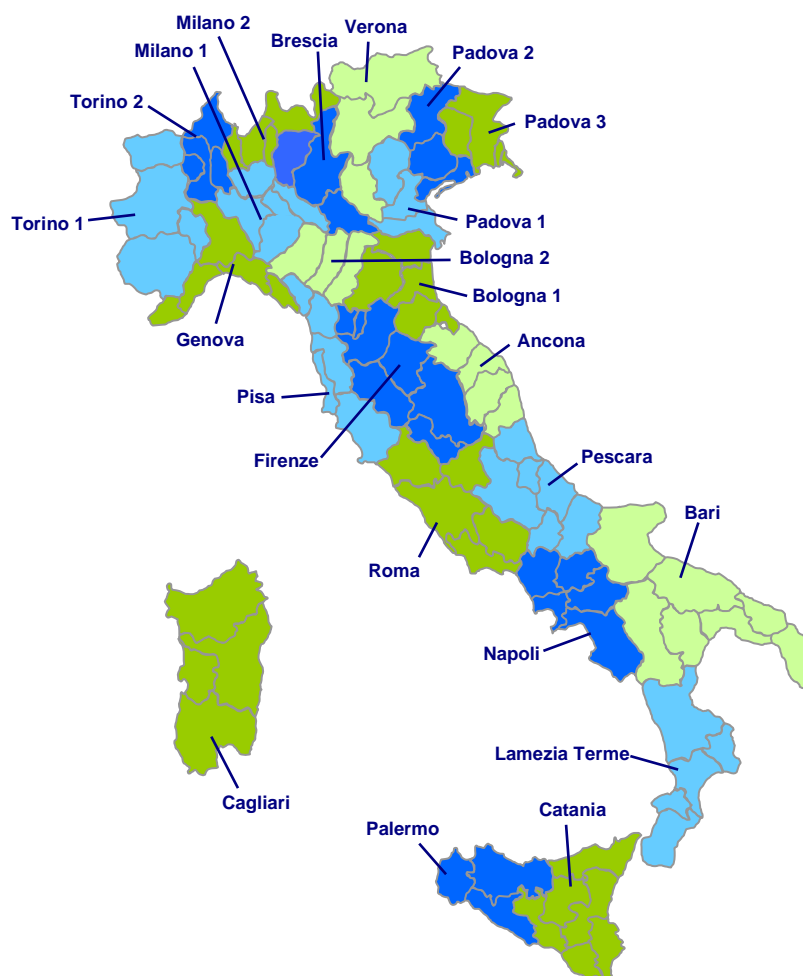 Milano 2
Verona
Brescia
Padova 2
Milano 1
Torino 2
Padova 3
Torino 1
Padova 1
Bologna 2
Bologna 1
Genova
Ancona
Pisa
Firenze
Pescara
Bari
Roma
Napoli
Lamezia Terme
Cagliari
Palermo
Catania